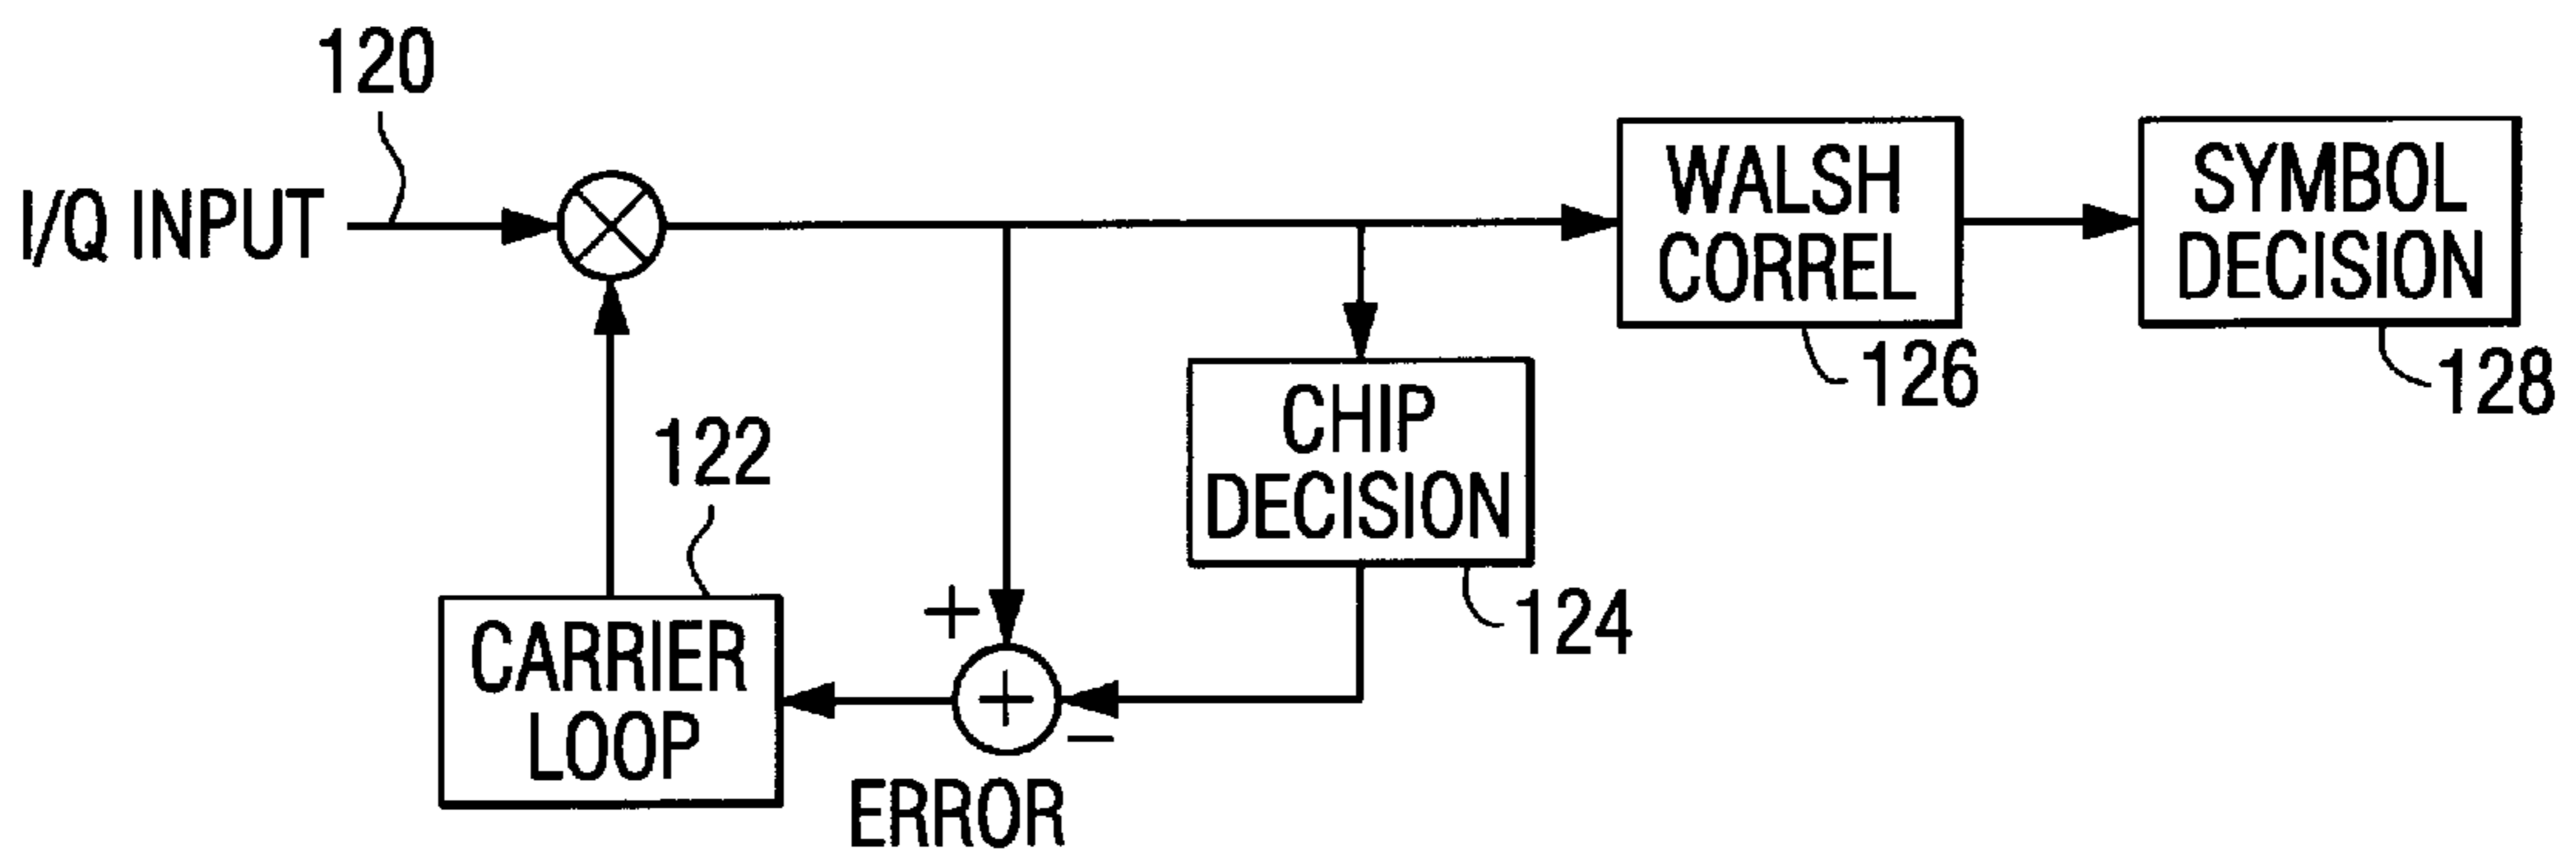 120
I/Q INPUT
WALSH
CORREL
126
SYMBOL
DECISION
128
CHIP
DECISION
124
122
CARRIER
LOOP
+
+
−
ERROR